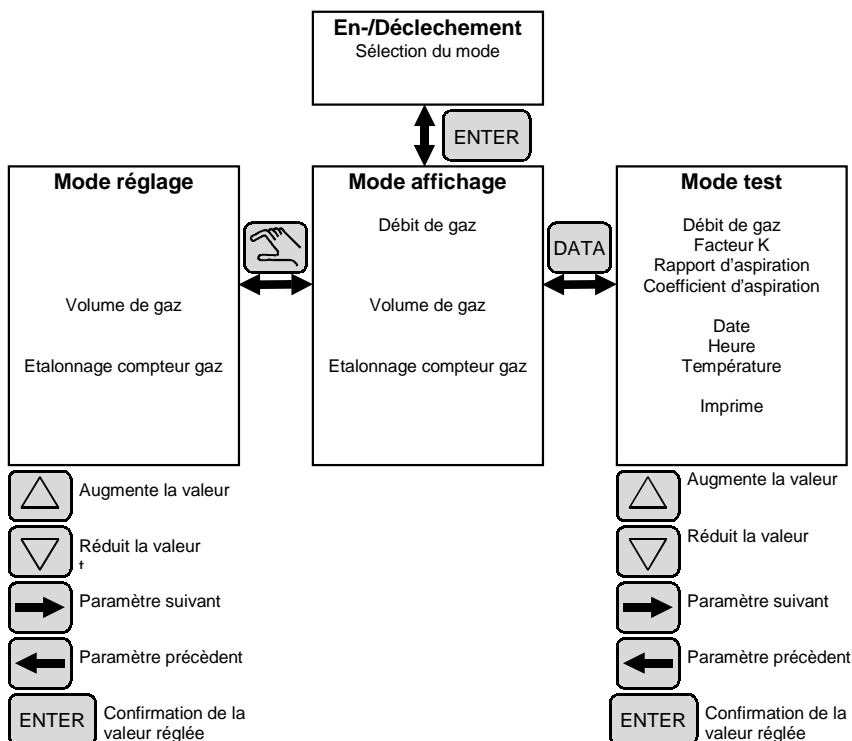 En-/Déclechement
Sélection du mode
ENTER
Mode réglage
Volume de gaz
Etalonnage compteur gaz
Mode affichage
Débit de gaz
Volume de gaz
Etalonnage compteur gaz
DATA
Mode test
Débit de gaz
Facteur K
Rapport d'aspiration
Coefficient d'aspiration
Date
Heure
Température
Imprime
Augmente la valeur
Réduit la valeur
Paramètre suivant
Paramètre précèdent
ENTER
Confirmation de la
valeur réglée
Augmente la valeur
Réduit la valeur
Paramètre suivant
Paramètre précèdent
ENTER
Confirmation de la
valeur réglée